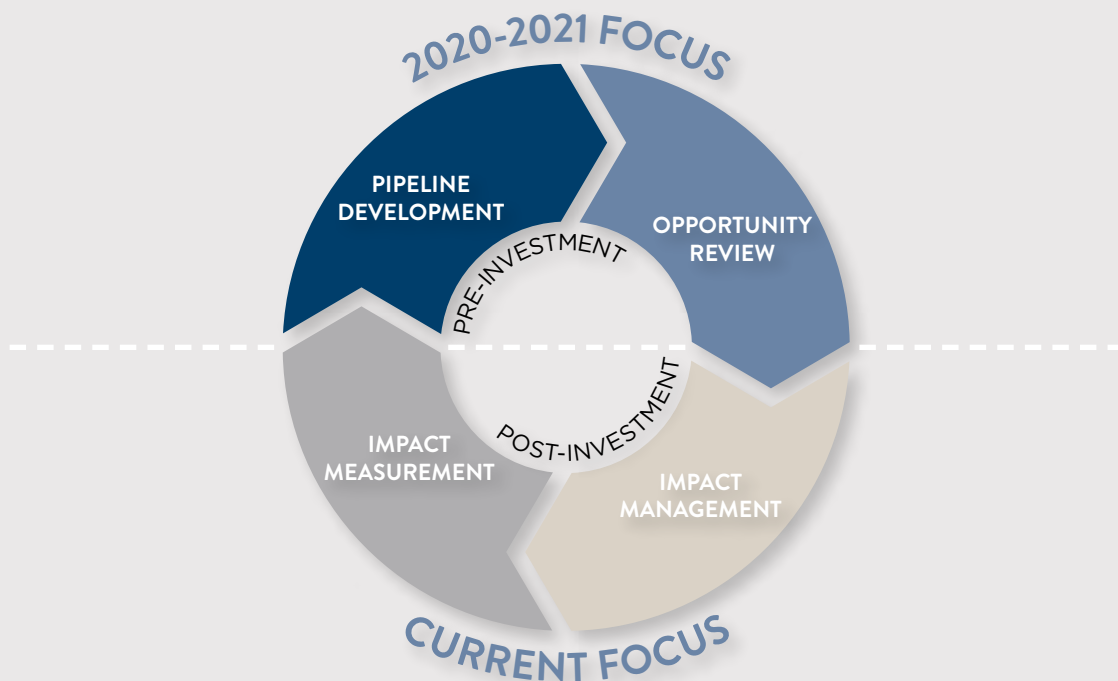 2020-2021 FOCUS
PIPELINE
DEVELOPMENT
OPPORTUNITY
REVIEW
PRE-INVESTMENT
POST-INVESTMENT
IMPACT
MEASUREMENT
IMPACT
MANAGEMENT
CURRENT FOCUS